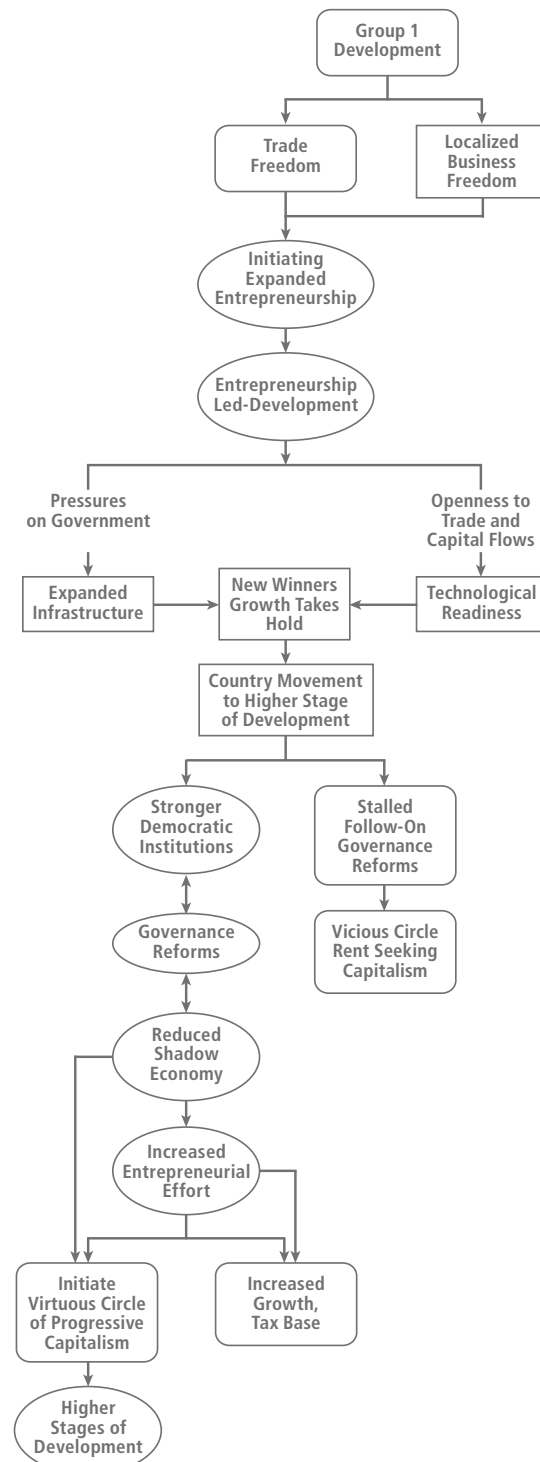 Group 1
Development
Trade
Freedom
Localized
Business
Freedom
Initiating
Expanded
Entrepreneurship
Entrepreneurship
Led-Development
Pressures
on Government
Openness to
Trade and
Capital Flows
Expanded
Infrastructure
New Winners
Growth Takes
Hold
Technological
Readiness
Country Movement
to Higher Stage
of Development
Stronger
Democratic
Institutions
Stalled
Follow-On
Governance
Reforms
Governance
Reforms
Vicious Circle
Rent Seeking
Capitalism
Reduced
Shadow
Economy
Increased
Entrepreneurial
Effort
Initiate
Virtuous Circle
of Progressive
Capitalism
Increased
Growth,
Tax Base
Higher
Stages of
Development